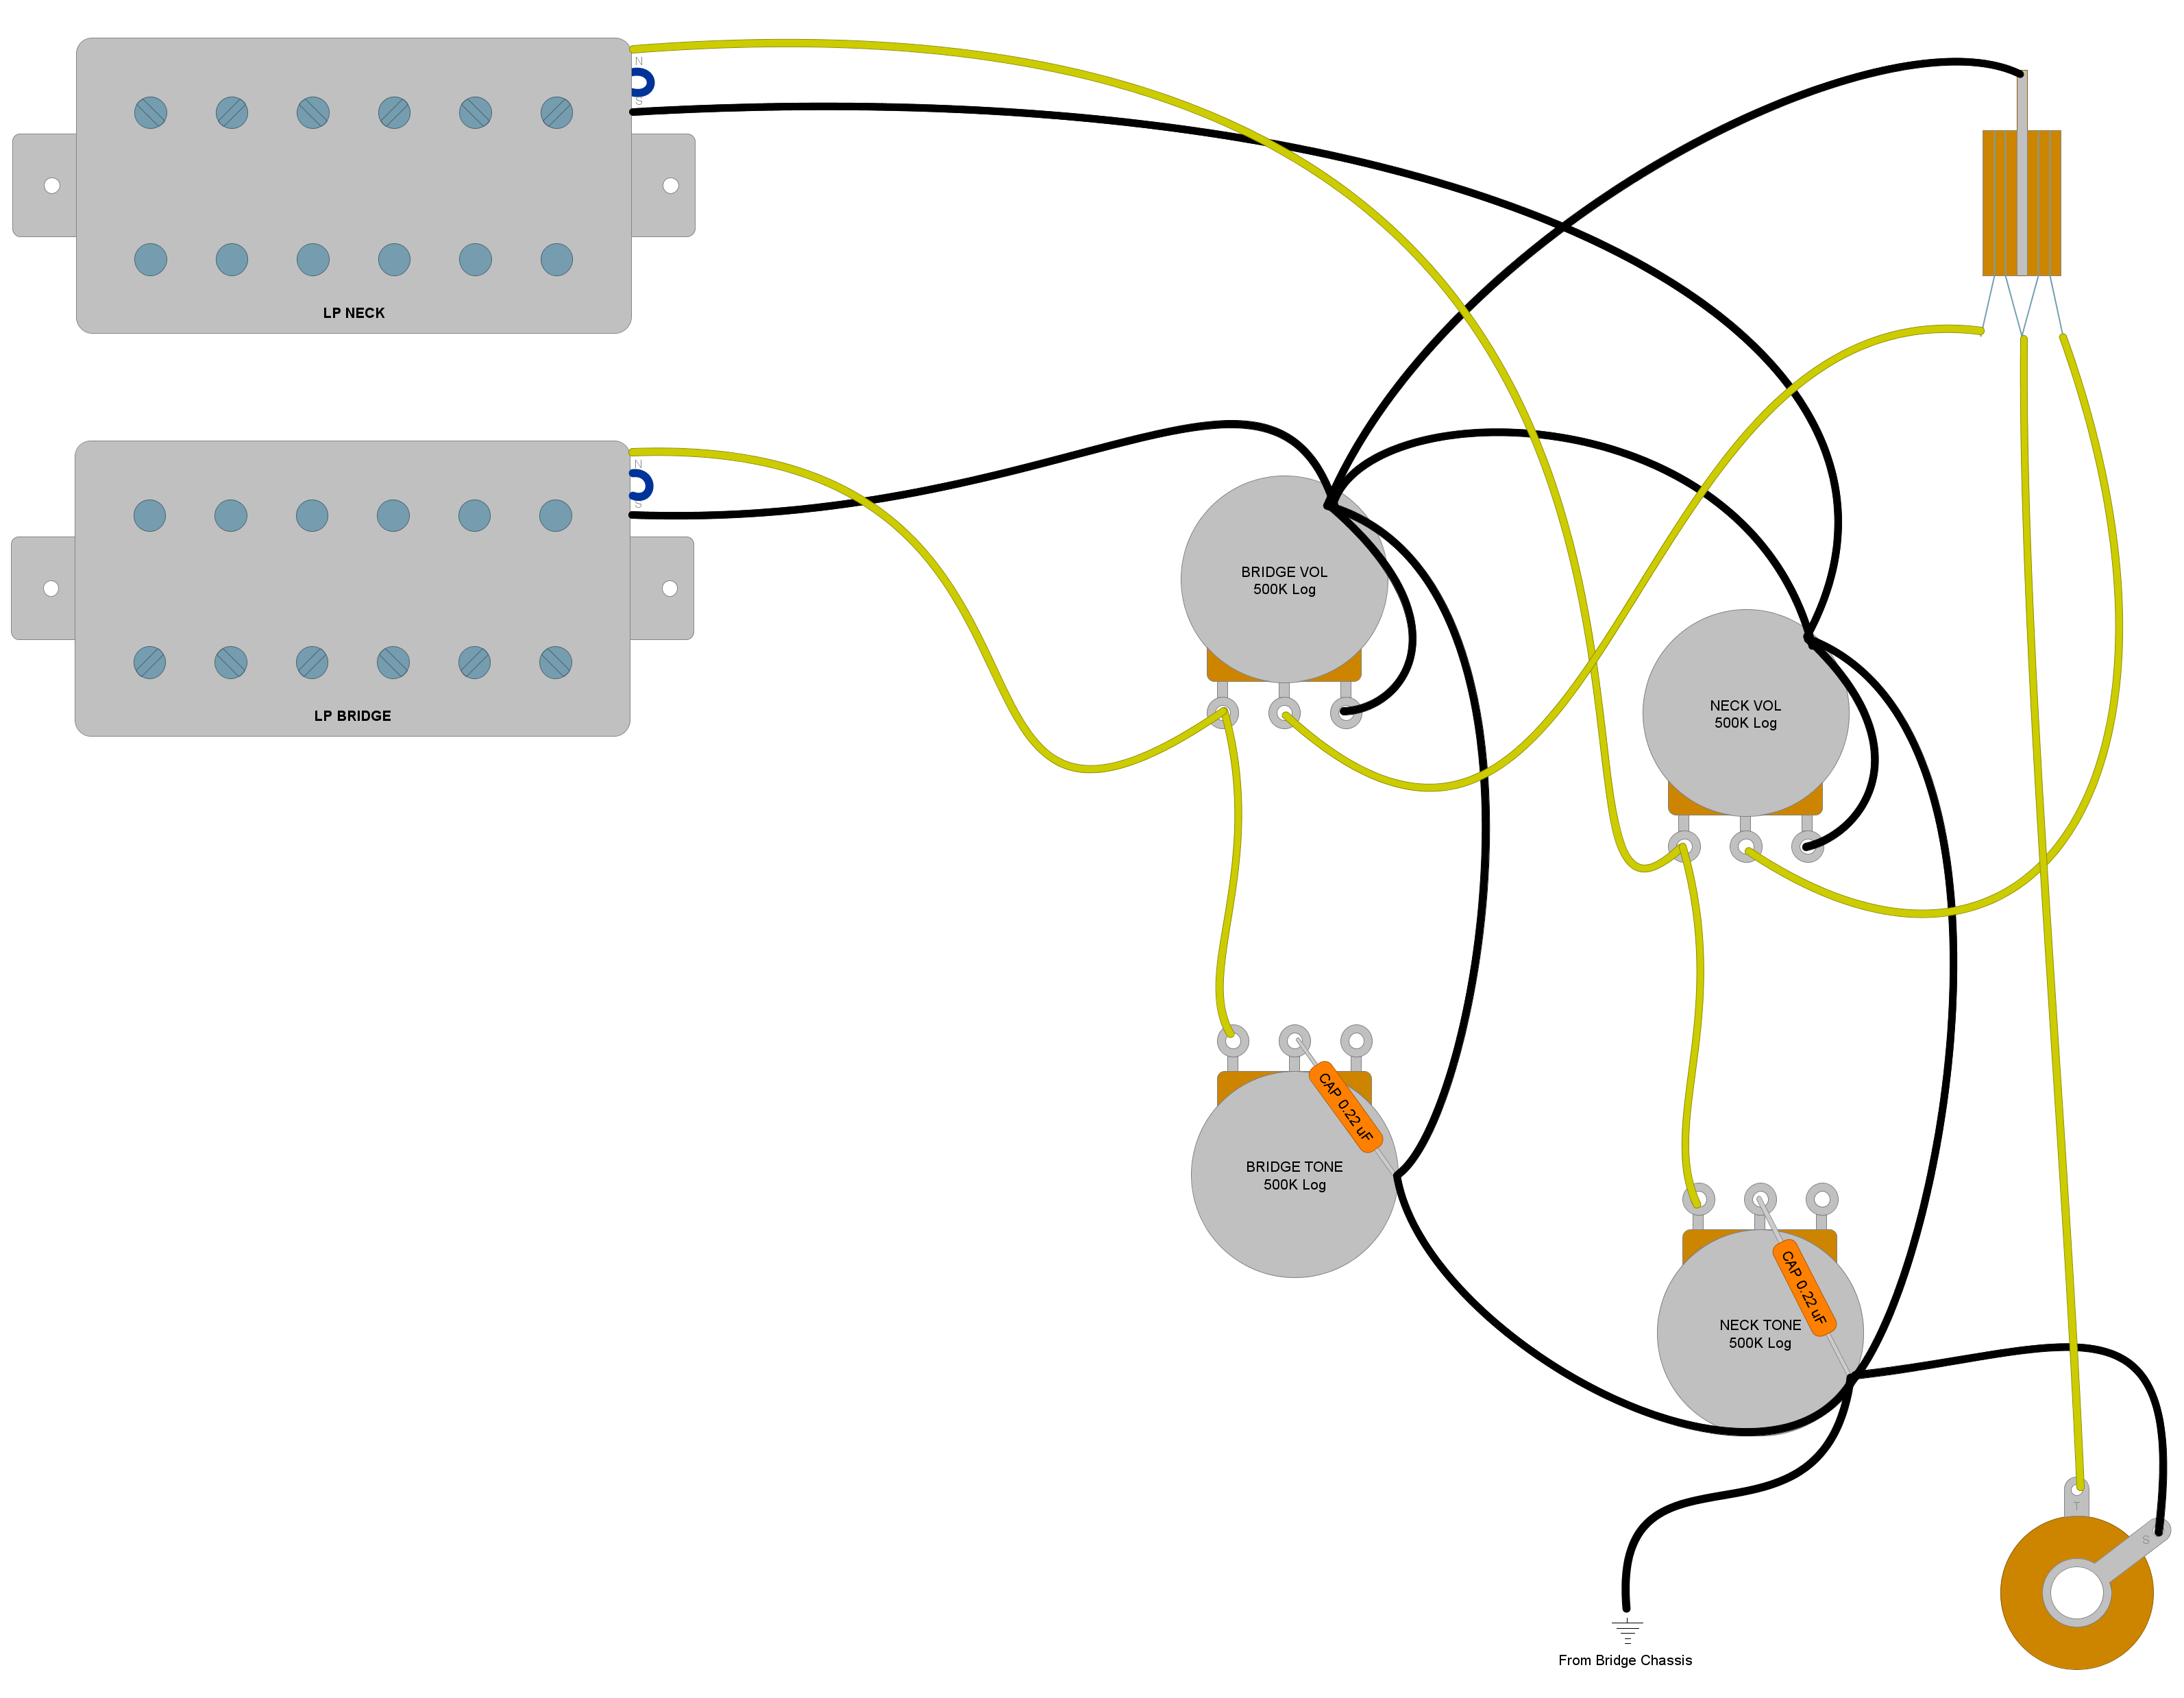 N
S
LP NECK
N
S
LP BRIDGE
BRIDGE VOL
500K Log
NECK VOL
500K Log
CAP 0.22 uF
BRIDGE TONE
500K Log
CAP 0.22 uF
NECK TONE
500K Log
T
S
From Bridge Chassis